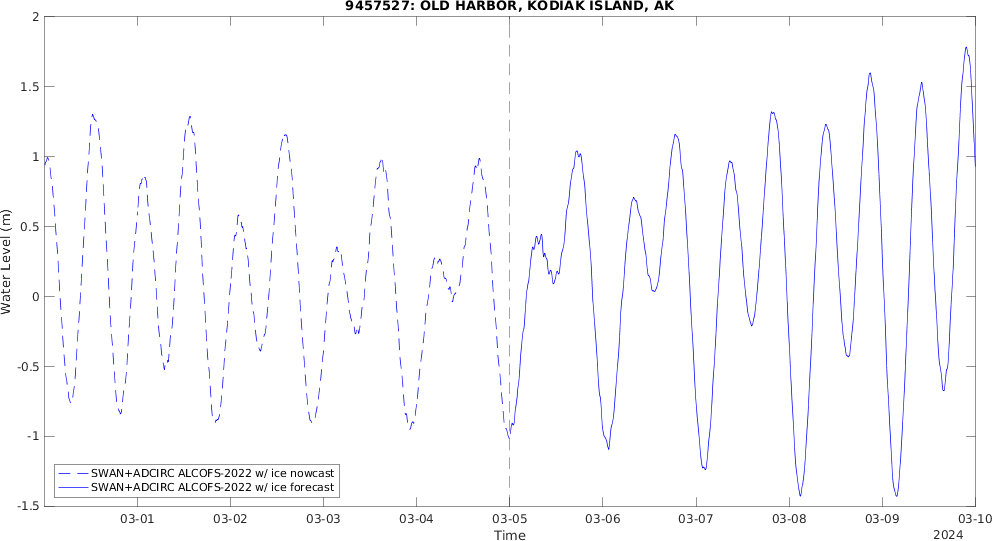 9457527: OLD HARBOR, KODIAK ISLAND, AK
Water Level (m)
2
1.5
1
0.5
0
-0.5
-1
-1.5
SWAN+ADCIRC ALCOFS-2022 w/ ice nowcast
SWAN+ADCIRC ALCOFS-2022 w/ ice forecast
03-01 03-02 03-03 03-04 03-05 03-06 03-07 03-08 03-09 03-10
Time
2024